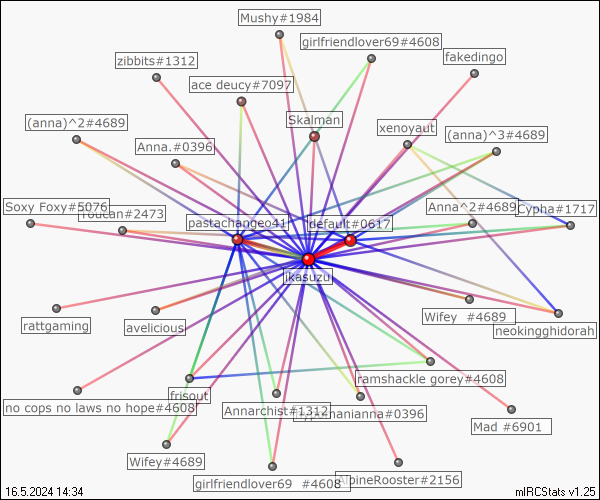 Mushy#1984
girlfriendlover69#4608
fakedingo
zibbits#1312
ace deucy#7097
Skalman
xenoyaut
(anna)^2#4689
(anna)^3#4689
Anna.#0396
Soxy Foxy#5076
Toucan#2473
pastachangeo41
default#0617
Anna^2#4689
Cypha#1717
ikasuzu
rattgaming
avelicious
Wifey #4689
neokingghidorah
ramshackle gorey#4608
frisout
no cops no laws no hope#4608
Annarchist#1312
Mad #6901
Wifey#4689
girlfriendlover69 #4608
AlpineRooster#2156
16.5.2024 14:34
mIRCStats v1.25